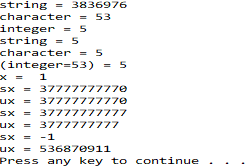 string = 3836976
character = 53
integer = 5
string = 5
character = 5
(integer=53) = 5
x =  1
sx = 37777777770
ux = 37777777770
sx = 37777777777
ux = 3777777777
sx = -1
ux = 536870911
Press any key to continue . . .